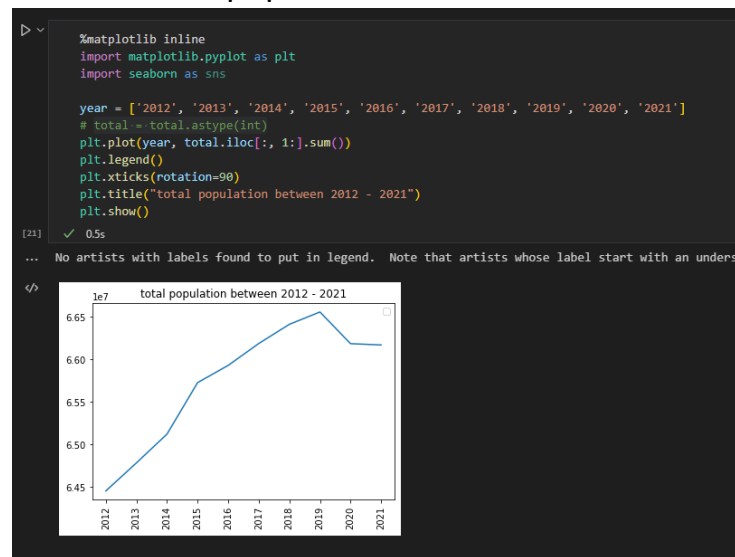 %matplotlib inline
import matplotlib.pyplot as plt
import seaborn as sns
year = ['2012', '2013', '2014', '2015', '2016', '2017', '2018', '2019', '2020', '2021']
# total = total.astype(int)
plt.plot(year, total.iloc[:, 1:].sum())
plt.legend()
plt.xticks(rotation=90)
plt.title("total population between 2012 - 2021")
plt.show()
[21] 0.5s
... No artists with labels found to put in legend. Note that artists whose label start with an unders
1e7 total population between 2012 - 2021
6.65
6.60
6.55
6.50
6.45
2012 2013 2014 2015 2016 2017 2018 2019 2020 2021